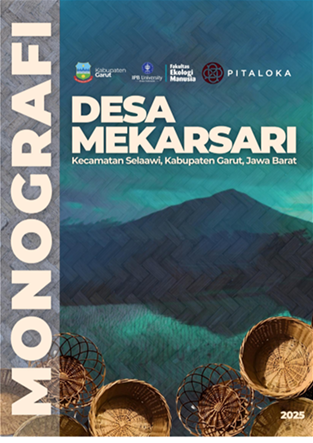 MONOGRAFI
Kabupaten
Garut
IPB University
Fakultas
Ekologi
Manusia
PITALOKA
DESA
MEKARSARI
Kecamatan Selaawi, Kabupaten Garut, Jawa Barat
2025